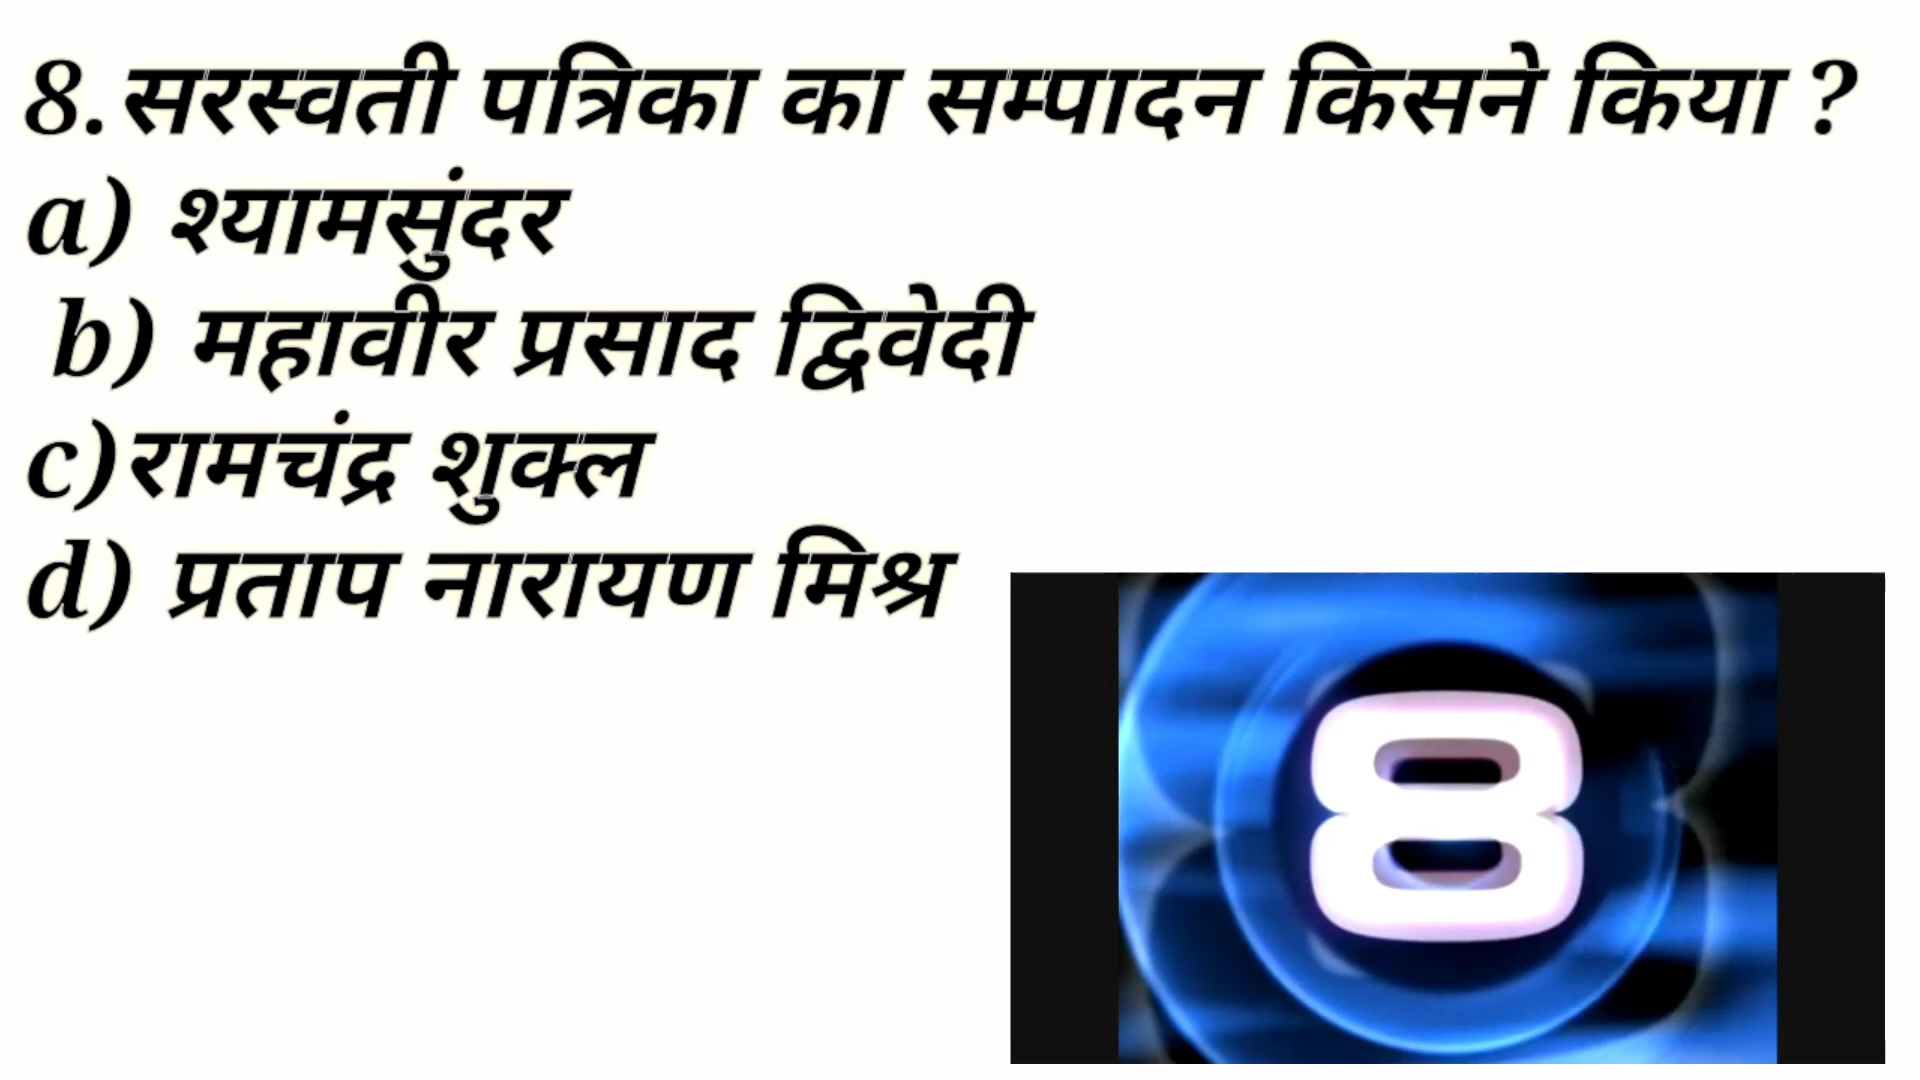 8.सरस्वती पत्रिका का सम्पादन किसने किया ?
a) श्यामसुंदर
b) महावीर प्रसाद द्विवेदी
c)रामचंद्र शुक्ल
d) प्रताप नारायण मिश्र
8